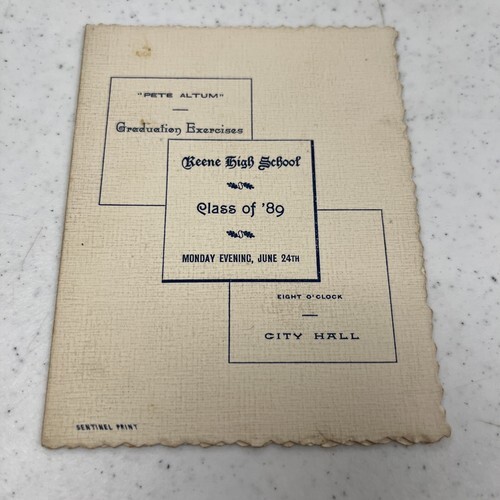 "PETE ALTUM"
Graduation Exercises
Keene High School
Class of '89
MONDAY EVENING, JUNE 24TH
EIGHT O'CLOCK
CITY HALL
SENTINEL PRINT